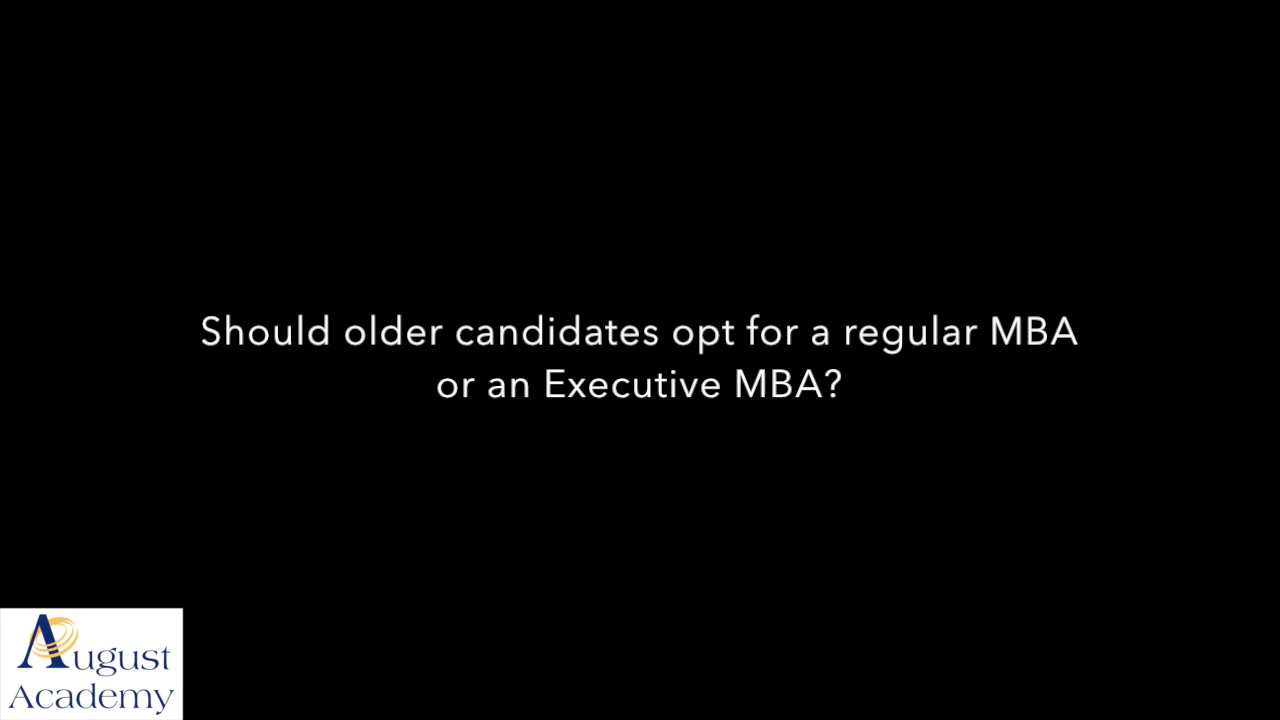 Should older candidates opt for a regular MBA
or an Executive MBA?
August
Academy